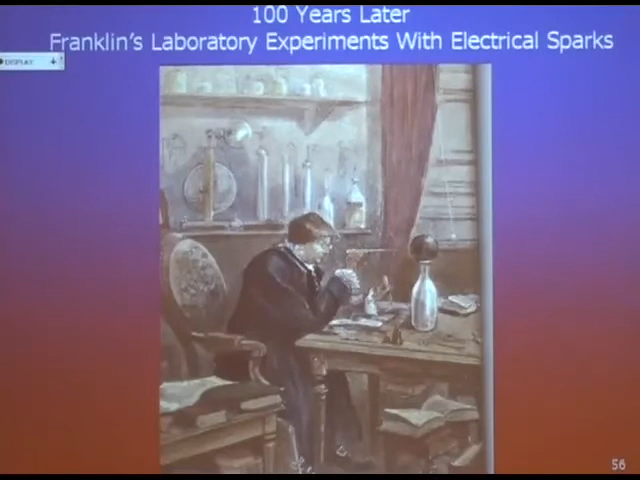 100 Years Later
Franklin's Laboratory Experiments With Electrical Sparks
DISPLAY
56